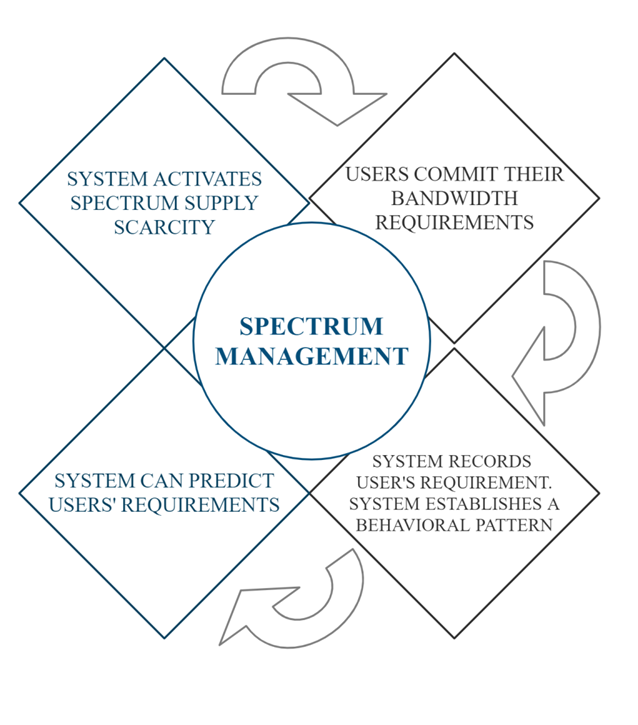 SYSTEM ACTIVATES
SPECTRUM SUPPLY
SCARCITY
USERS COMMIT THEIR
BANDWIDTH
REQUIREMENTS
SPECTRUM
MANAGEMENT
SYSTEM CAN PREDICT
USERS' REQUIREMENTS
SYSTEM RECORDS
USER'S REQUIREMENT.
SYSTEM ESTABLISHES A
BEHAVIORAL PATTERN